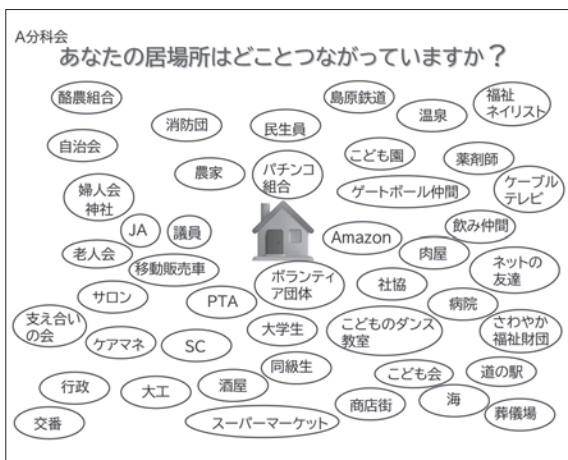 A分科会
あなたの居場所はどことつながっていますか？
酪農組合
消防団
民生員
島原鉄道
温泉
福祉
ネイリスト
自治会
農家
パチンコ
組合
こども園
薬剤師
ケーブル
テレビ
婦人会
神社
ゲートボール仲間
JA
議員
Amazon
飲み仲間
肉屋
老人会
移動販売車
ボランティ
ア団体
社協
ネットの
友達
サロン
PTA
病院
支え合い
の会
ケアマネ
SC
大学生
こどものダンス
教室
さわやか
福祉財団
同級生
行政
大工
酒屋
こども会
道の駅
交番
スーパーマーケット
商店街
海
葬儀場